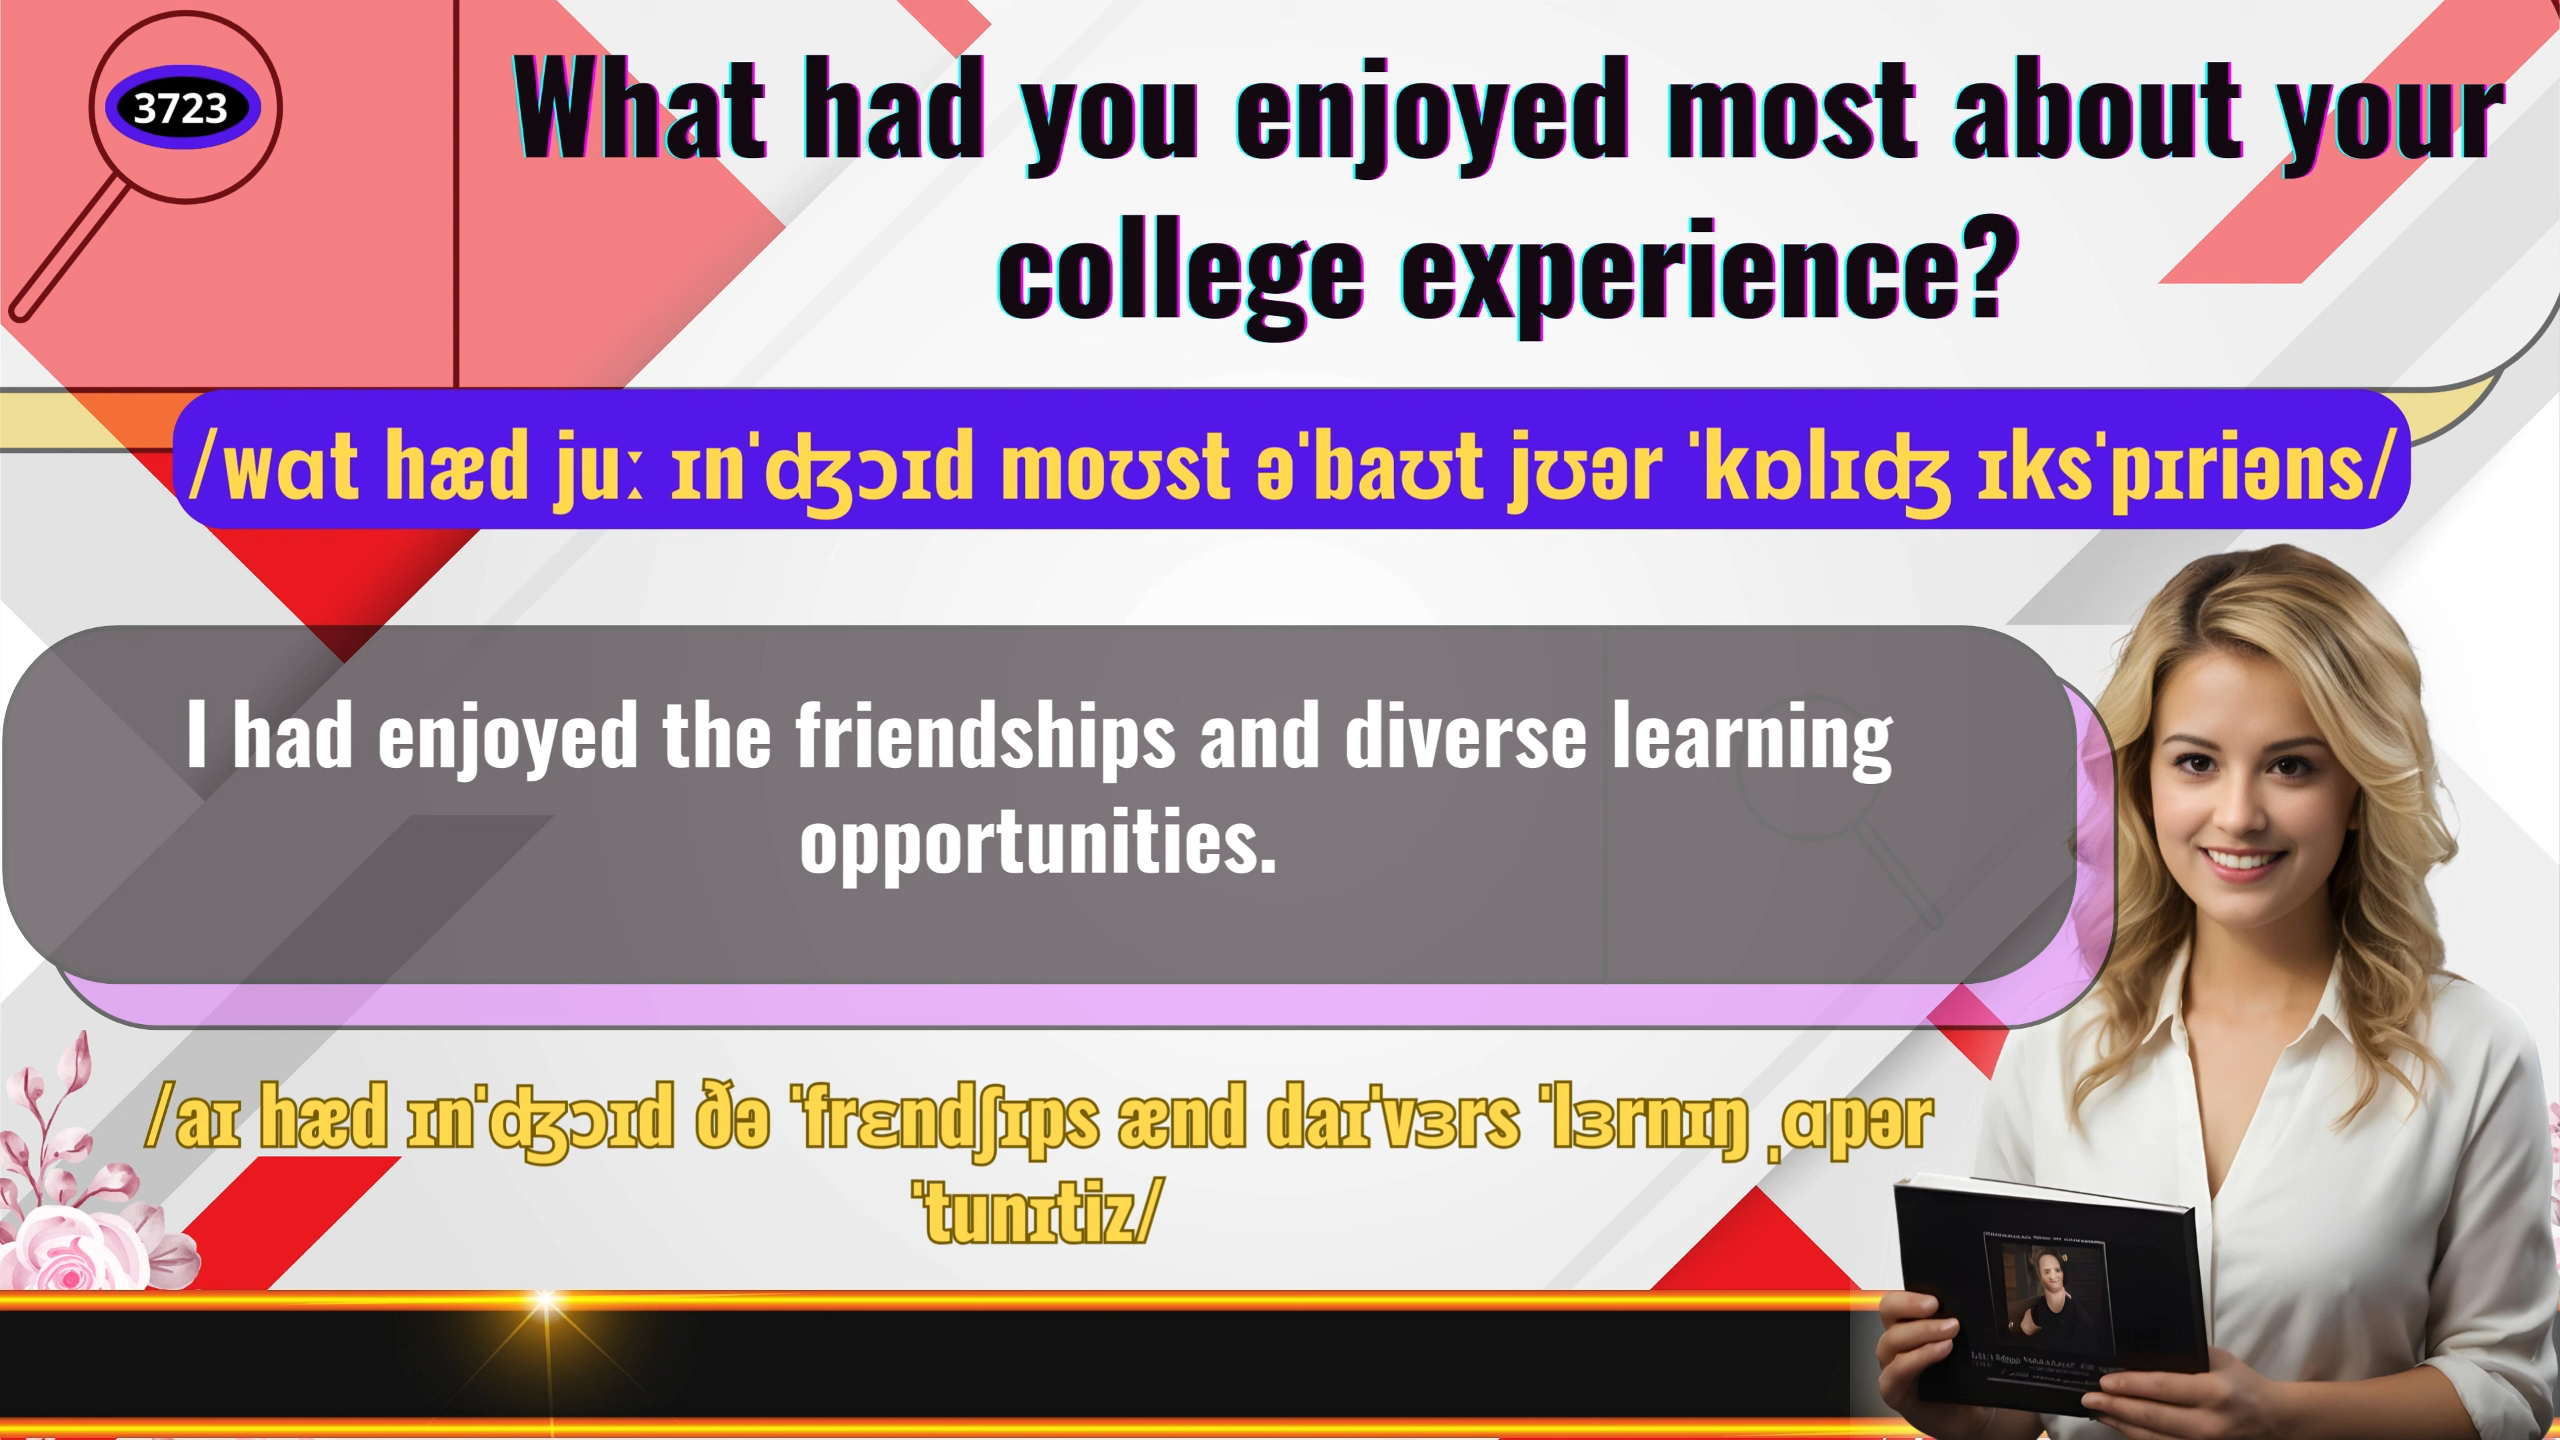 3723
What had you enjoyed most about your
college experience?
/wɑt hæd juː ɪnˈʤɔɪd moʊst əˈbaʊt jʊər ˈkɒlɪʤ ɪksˈpɪriəns/
I had enjoyed the friendships and diverse learning
opportunities.
/aɪ hæd ɪnˈʤɔɪd ðə ˈfrɛndʃɪps ænd daɪˈvɜrs ˈlɜrnɪŋ ˌɑpər
ˈtunɪtiz/